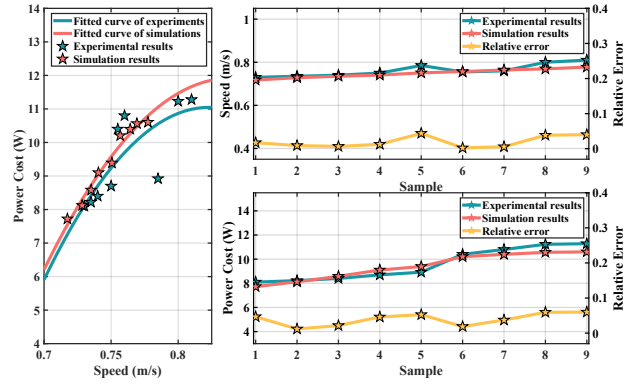 14
13
12
11
10
9
8
7
6
5
4
Power Cost (W)
Fitted curve of experiments
Fitted curve of simulations
Experimental results
Simulation results
0.7
0.75
0.8
Speed (m/s)
1
0.8
0.6
0.4
Speed (m/s)
Experimental results
Simulation results
Relative error
0.4
0.3
0.2
0.1
0
Relative Error
1 2 3 4 5 6 7 8 9
Sample
14
12
10
8
6
4
Power Cost (W)
Experimental results
Simulation results
Relative error
0.4
0.3
0.2
0.1
0
Relative Error
1 2 3 4 5 6 7 8 9
Sample